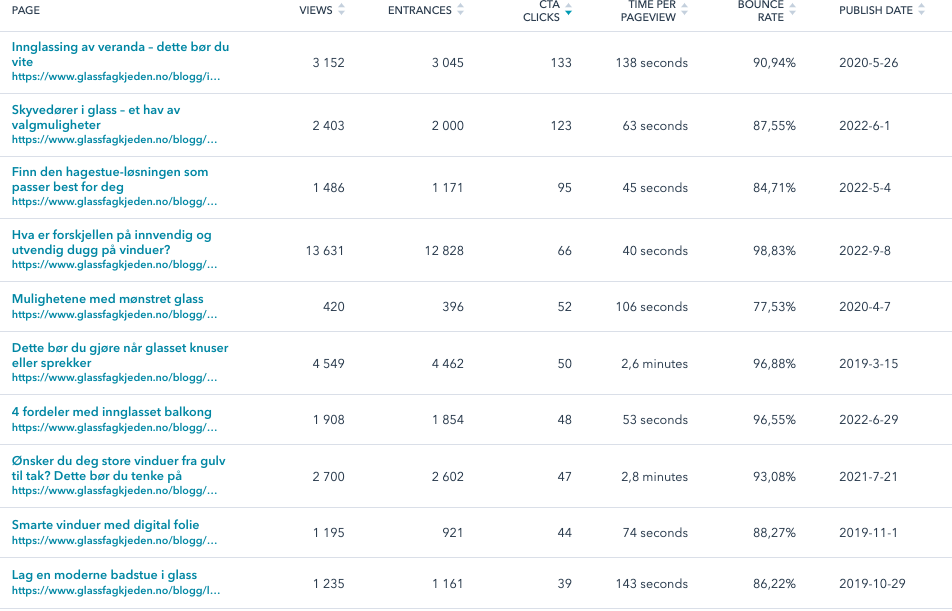 PAGE VIEWS ENTRANCES CTA CLICKS TIME PER PAGEVIEW BOUNCE RATE PUBLISH DATE
Innglassing av veranda – dette bør du
vite
https://www.glassfagkjeden.no/blogg/i...
3 152 3 045 133 138 seconds 90,94% 2020-5-26
Skyvedører i glass – et hav av
valgmuligheter
https://www.glassfagkjeden.no/blogg/...
2 403 2 000 123 63 seconds 87,55% 2022-6-1
Finn den hagestue-løsningen som
passer best for deg
https://www.glassfagkjeden.no/blogg/...
1 486 1 171 95 45 seconds 84,71% 2022-5-4
Hva er forskjellen på innvendig og
utvendig dugg på vinduer?
https://www.glassfagkjeden.no/blogg/...
13 631 12 828 66 40 seconds 98,83% 2022-9-8
Mulighetene med mønstret glass
https://www.glassfagkjeden.no/blogg/...
420 396 52 106 seconds 77,53% 2020-4-7
Dette bør du gjøre når glasset knuser
eller sprekker
https://www.glassfagkjeden.no/blogg/...
4 549 4 462 50 2,6 minutes 96,88% 2019-3-15
4 fordeler med innglasset balkong
https://www.glassfagkjeden.no/blogg/...
1 908 1 854 48 53 seconds 96,55% 2022-6-29
Ønsker du deg store vinduer fra gulv
til tak? Dette bør du tenke på
https://www.glassfagkjeden.no/blogg/...
2 700 2 602 47 2,8 minutes 93,08% 2021-7-21
Smarte vinduer med digital folie
https://www.glassfagkjeden.no/blogg/...
1 195 921 44 74 seconds 88,27% 2019-11-1
Lag en moderne badstue i glass
https://www.glassfagkjeden.no/blogg/l...
1 235 1 161 39 143 seconds 86,22% 2019-10-29